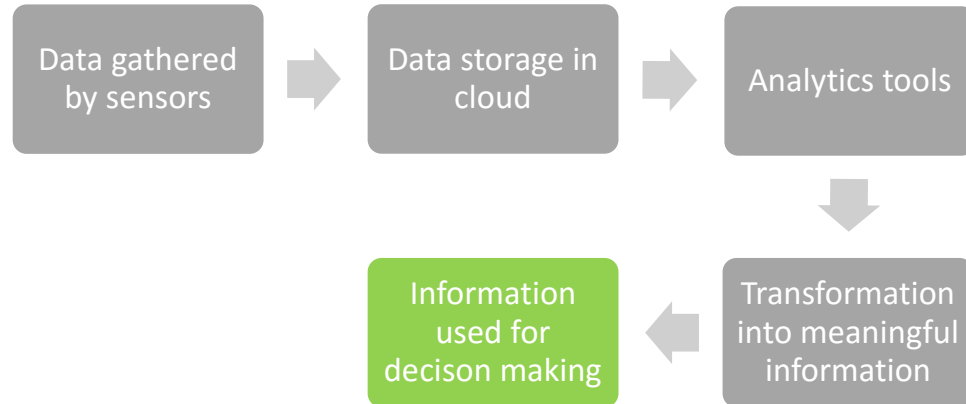 Data gathered
by sensors
Data storage in
cloud
Analytics tools
Transformation
into meaningful
information
Information
used for
decison making